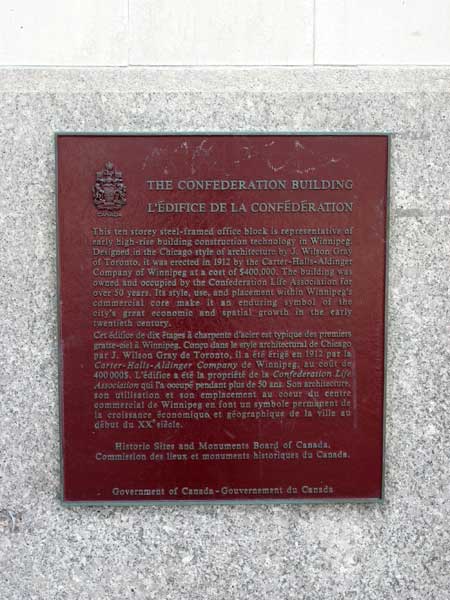 CANADA
THE CONFEDERATION BUILDING
L'ÉDIFICE DE LA CONFÉDÉRATION
This ten storey steel-framed office block is representative of
early high-rise building construction technology in Winnipeg.
Designed in the Chicago style of architecture by J. Wilson Gray
of Toronto, it was erected in 1912 by the Carter-Halls-Aldinger
Company of Winnipeg at a cost of $400,000. The building was
owned and occupied by the Confederation Life Association for
over 50 years. Its style, use, and placement within Winnipeg's
commercial core make it an enduring symbol of the
city's great economic and spatial growth in the early
twentieth century.
Cet édifice de dix étages à charpente d'acier est typique des premiers
gratte-ciel à Winnipeg. Conçu dans le style architectural de Chicago
par J. Wilson Gray de Toronto, il a été érigé en 1912 par la
Carter-Halls-Aldinger Company de Winnipeg, au coût de
400 000$. L'édifice a été la propriété de la Confederation Life
Association qui l'a occupé pendant plus de 50 ans. Son architecture,
son utilisation et son emplacement au coeur du centre
commercial de Winnipeg en font un symbole permanent de
la croissance économique et géographique de la ville au
début du XXe siècle.
Historic Sites and Monuments Board of Canada.
Commission des lieux et monuments historiques du Canada.
Government of Canada - Gouvernement du Canada